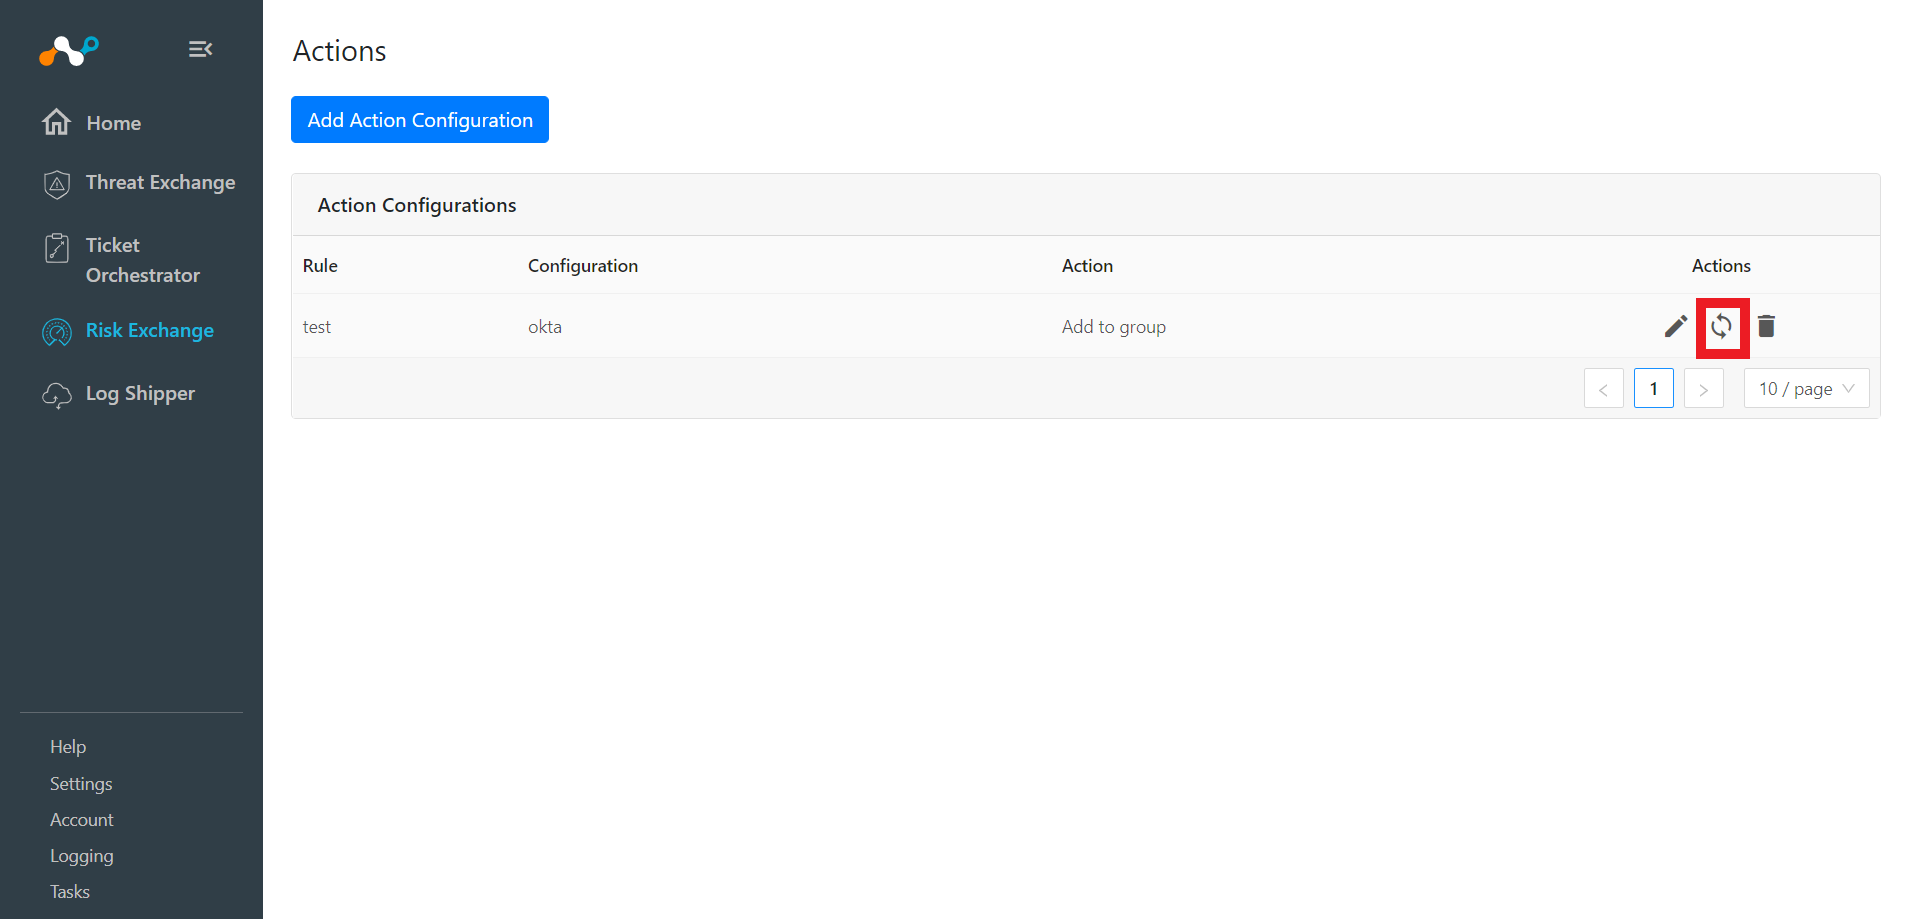 Home
Threat Exchange
Ticket
Orchestrator
Risk Exchange
Log Shipper
Help
Settings
Account
Logging
Tasks
Actions
Add Action Configuration
Action Configurations
Rule Configuration Action Actions
test okta Add to group
< 1 > 10 / page